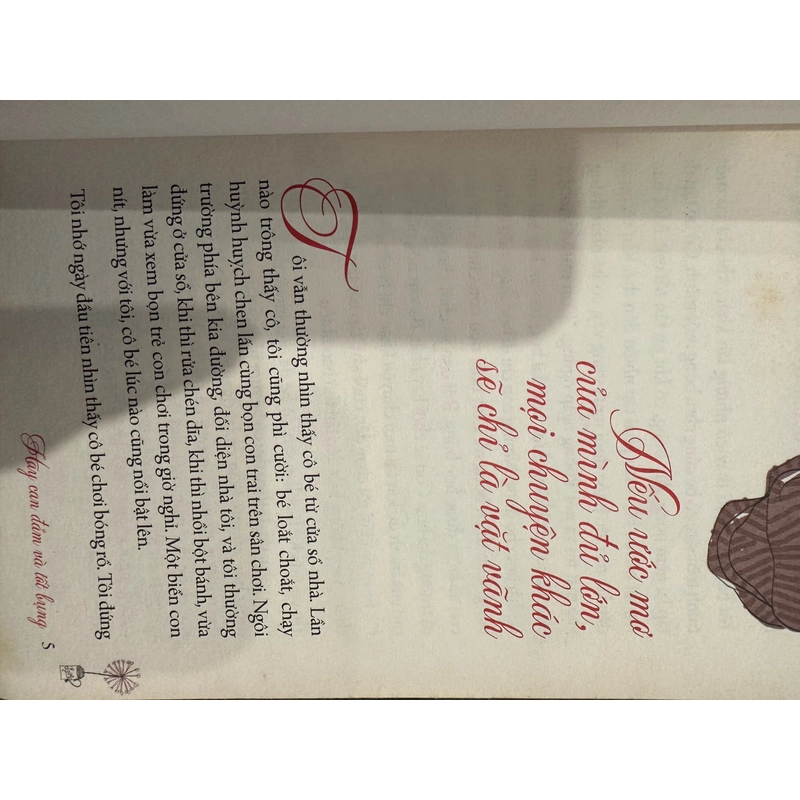 Nếu ước mơ
của mình đủ lớn,
mọi chuyện khác
sẽ chỉ là vặt vãnh
Tôi vẫn thường nhìn thấy cô bé từ cửa sổ nhà. Lần
nào trông thấy cô, tôi cũng phì cười: bé loắt choắt, chạy
huỳnh huỵch chen lấn cùng bọn con trai trên sân chơi. Ngôi
trường phía bên kia đường, đối diện nhà tôi, và tôi thường
đứng ở cửa sổ, khi thì rửa chén dĩa, khi thì nhồi bột bánh, vừa
làm vừa xem bọn trẻ con chơi trong giờ nghỉ. Một biển con
nít, nhưng với tôi, cô bé lúc nào cũng nổi bật lên.
Tôi nhớ ngày đầu tiên nhìn thấy cô bé chơi bóng rổ. Tôi đứng
Hãy can đảm và tốt bụng 5